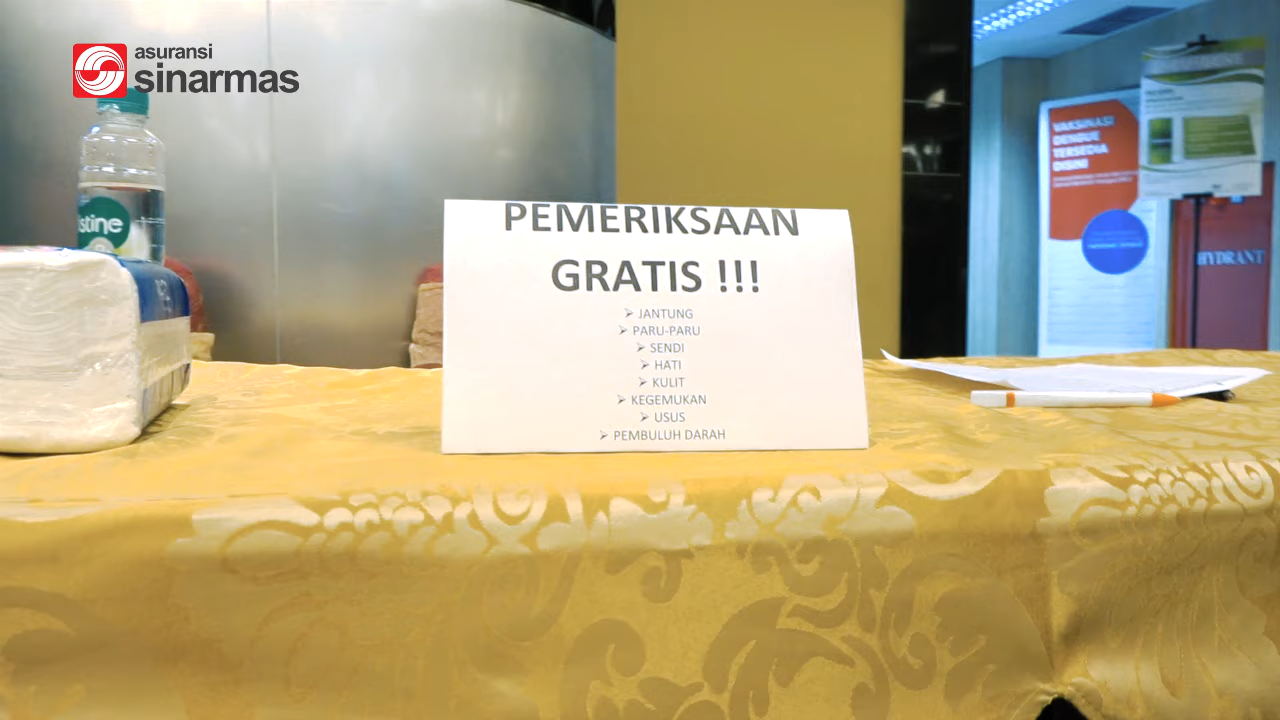 asuransi
sinarmas
stine
PEMERIKSAAN
GRATIS !!!
➢ JANTUNG
➢ PARU-PARU
➢ SENDI
➢ HATI
➢ KULIT
➢ KEGEMUKAN
➢ USUS
➢ PEMBULUH DARAH
VAKSINASI
DENGUE
TERSEDIA
DISINI
HYDRANT